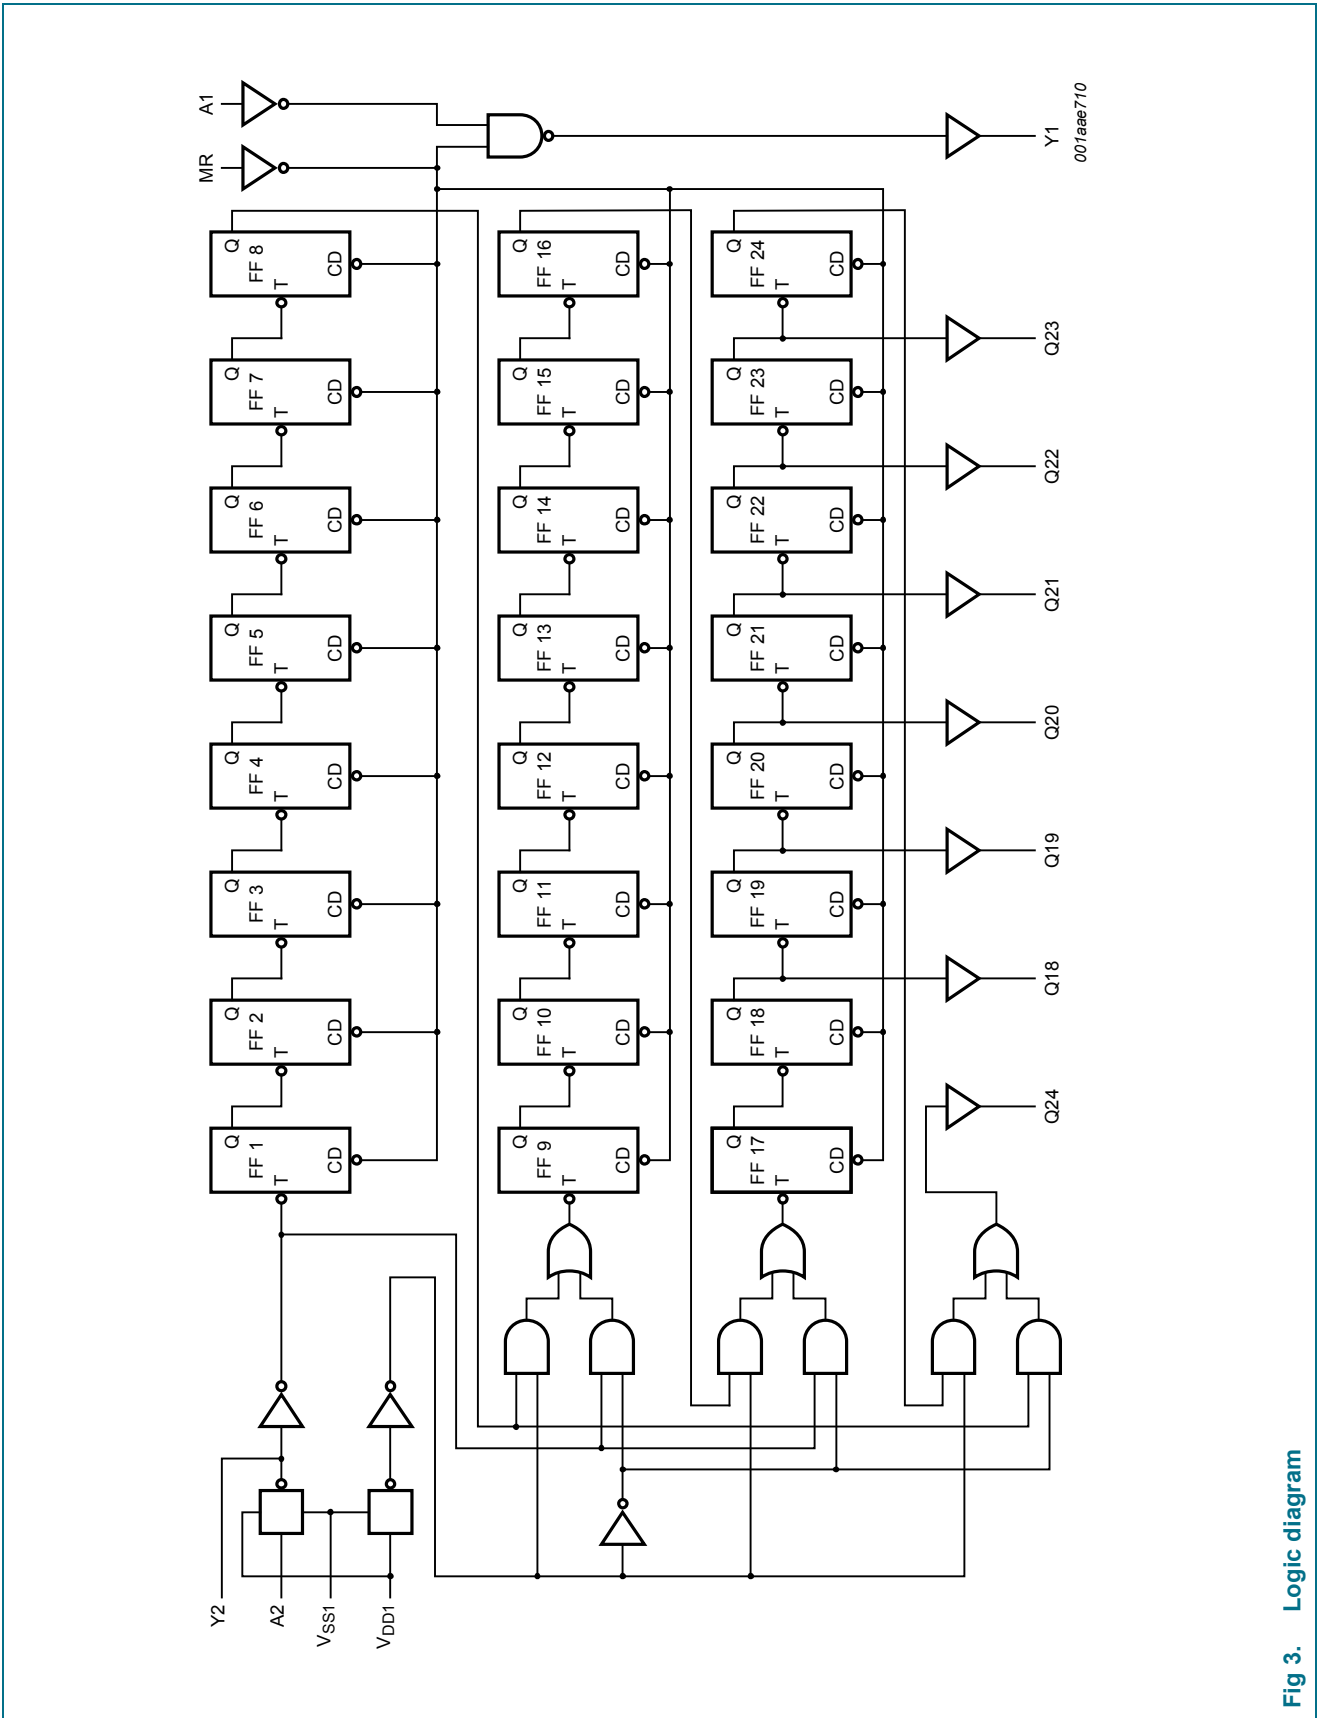 A1
MR
Q
FF 8
T
CD
Q
FF 7
T
CD
Q
FF 6
T
CD
Q
FF 5
T
CD
Q
FF 4
T
CD
Q
FF 3
T
CD
Q
FF 2
T
CD
Q
FF 1
T
CD
Q
FF 16
T
CD
Q
FF 15
T
CD
Q
FF 14
T
CD
Q
FF 13
T
CD
Q
FF 12
T
CD
Q
FF 11
T
CD
Q
FF 10
T
CD
Q
FF 9
T
CD
Q
FF 24
T
CD
Q
FF 23
T
CD
Q
FF 22
T
CD
Q
FF 21
T
CD
Q
FF 20
T
CD
Q
FF 19
T
CD
Q
FF 18
T
CD
Q
FF 17
T
CD
Y1
Q23
Q22
Q21
Q20
Q19
Q18
Q24
Y2
A2
VSS1
VDD1
001aae710
Fig 3. Logic diagram